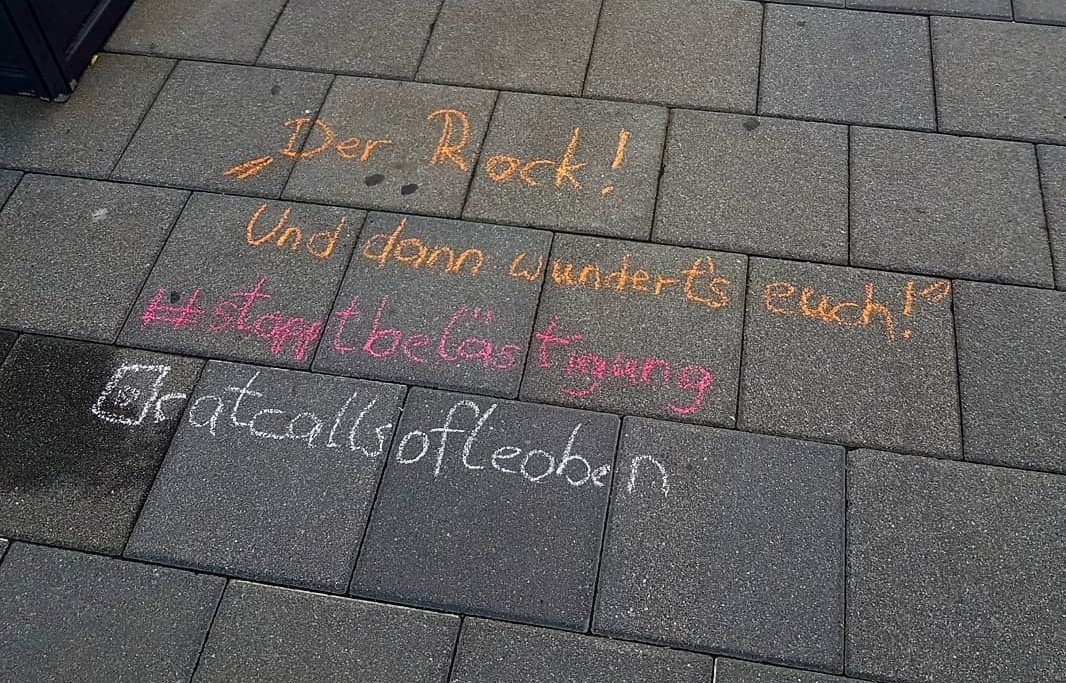 „Der Rock!
Und dann wundert's euch!"
#stopptbelästigung
catcallsofleoben